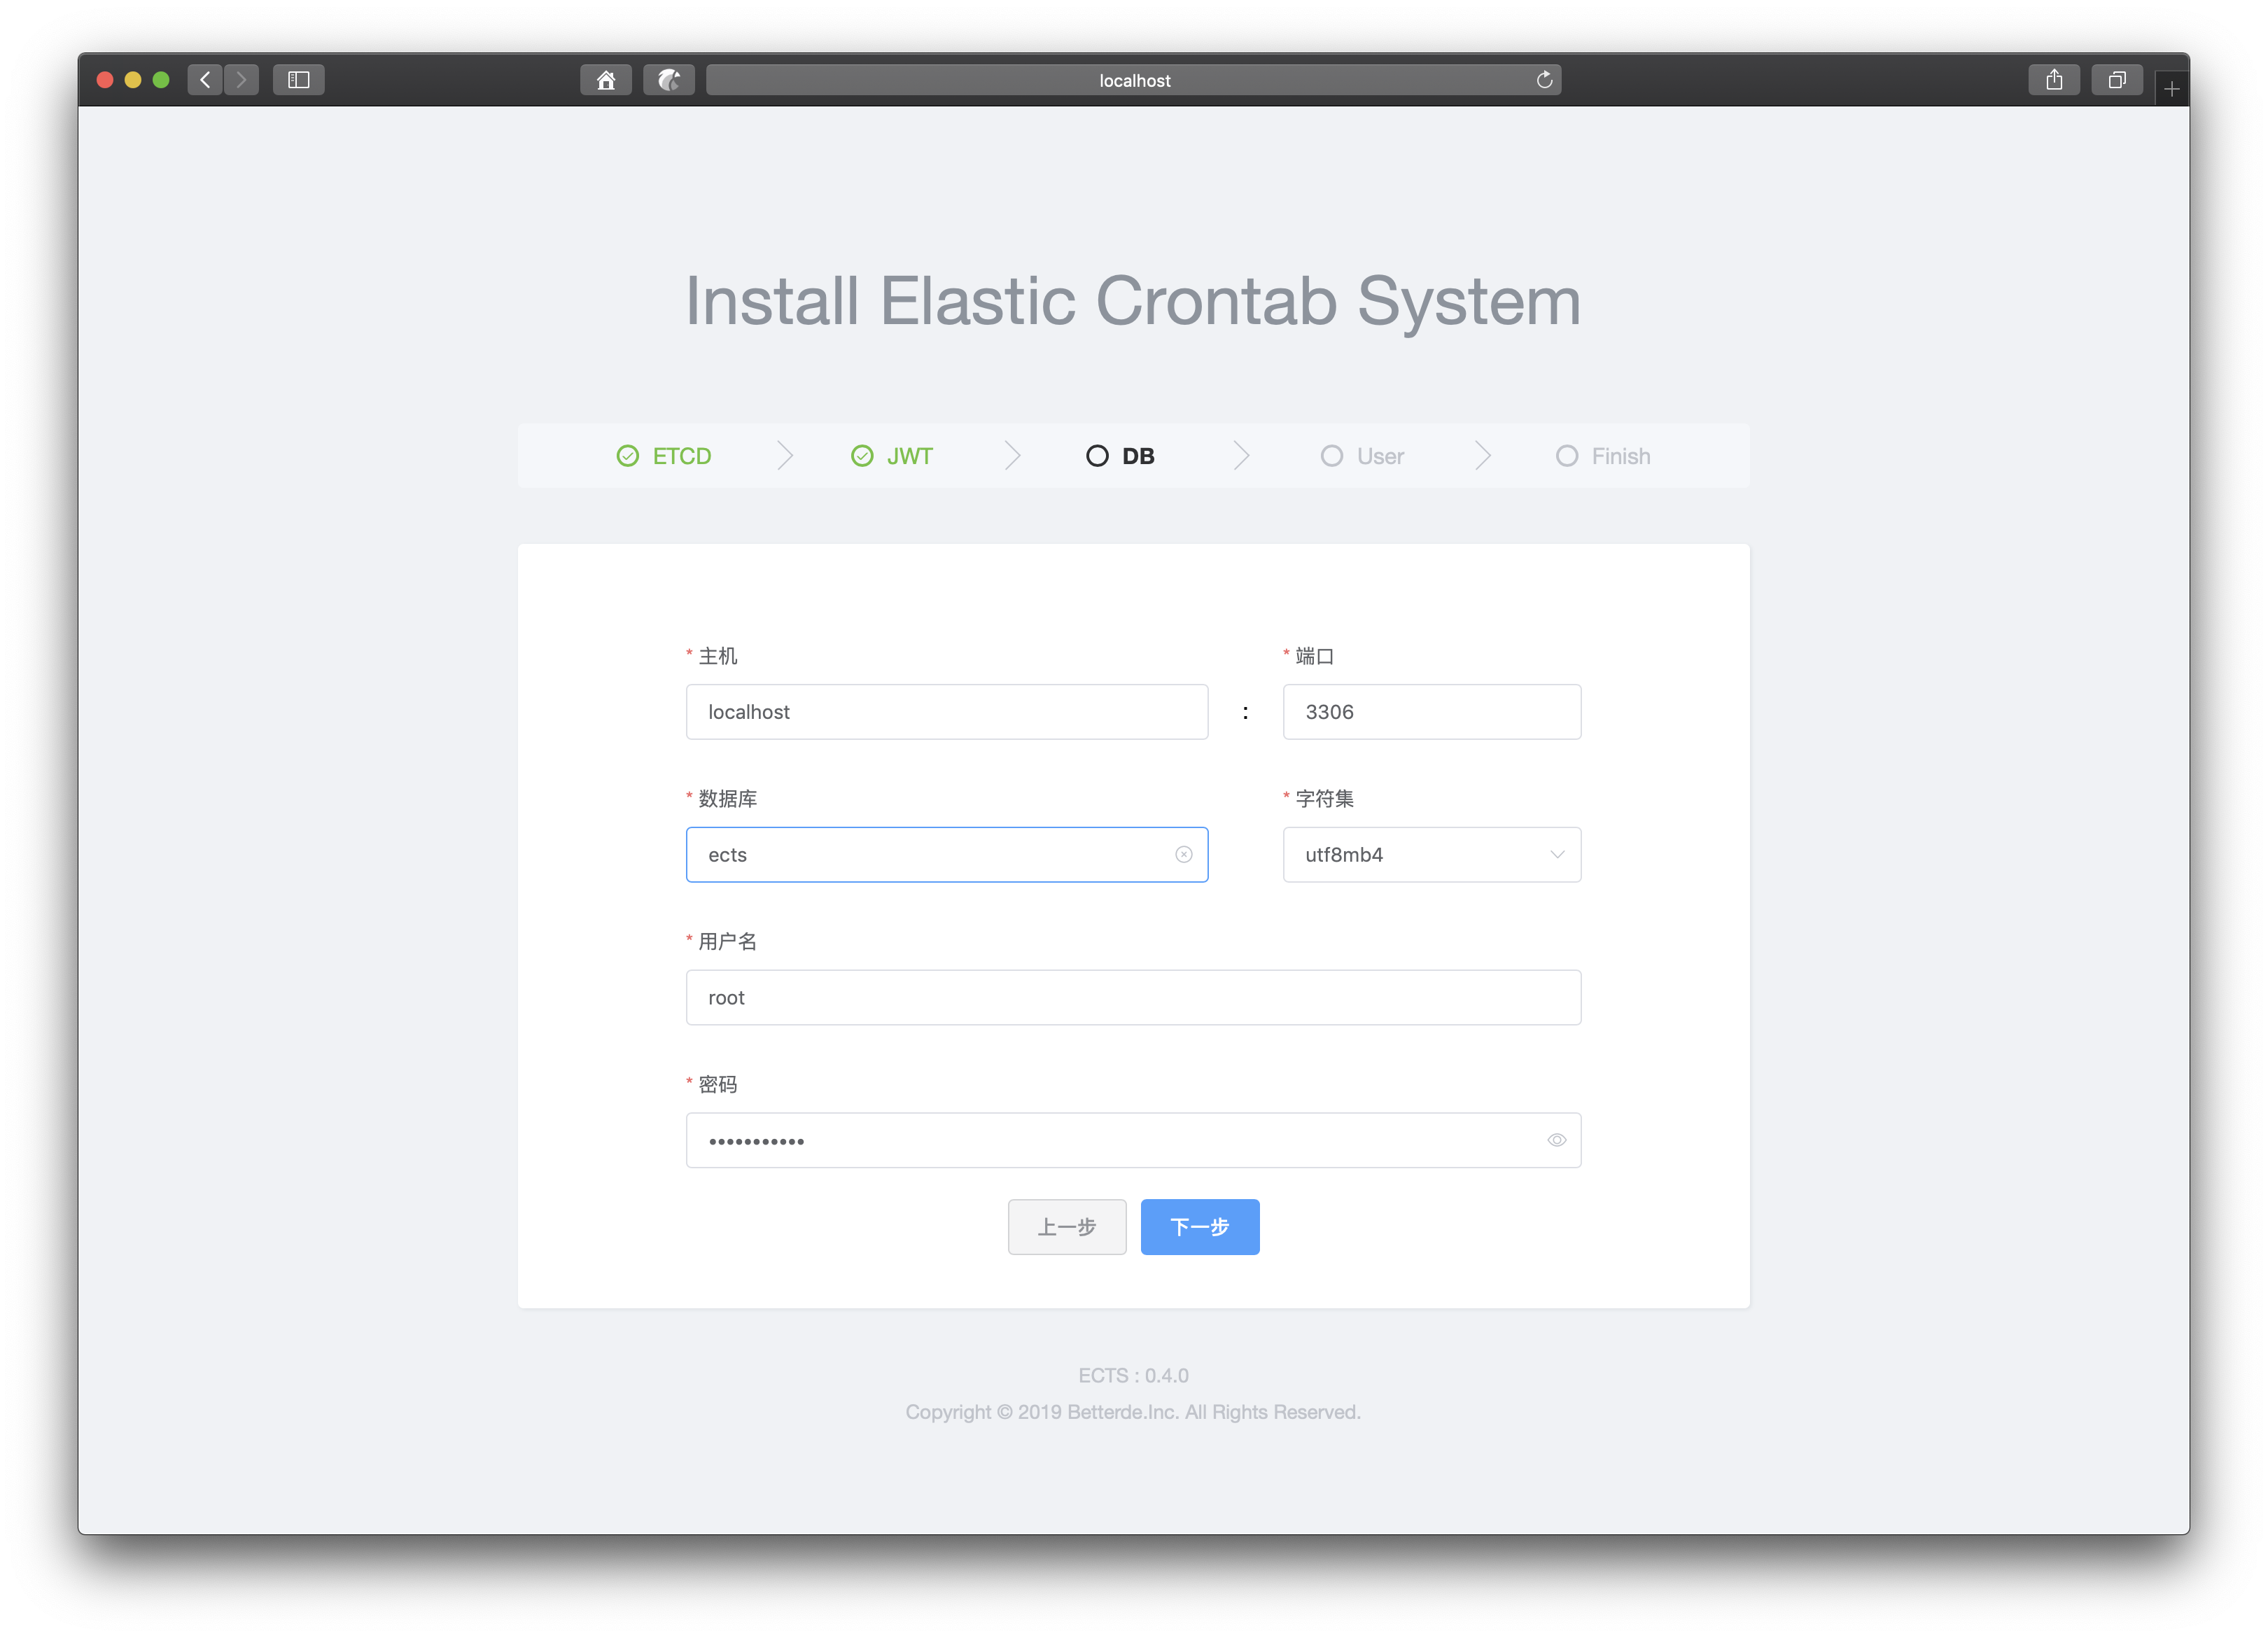 localhost
Install Elastic Crontab System
ETCD JWT DB User Finish
* 主机 * 端口
localhost : 3306
* 数据库 * 字符集
ects utf8mb4
* 用户名
root
* 密码
•••••••••••
上一步 下一步
ECTS : 0.4.0
Copyright © 2019 Betterde.Inc. All Rights Reserved.